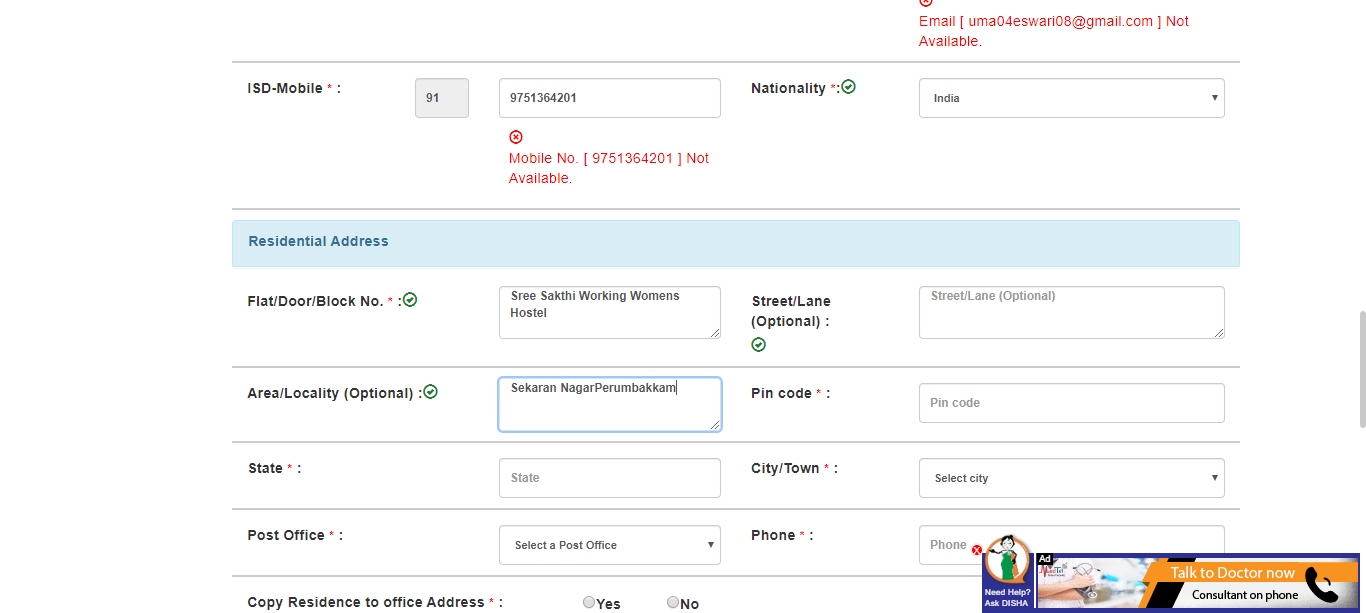 Email [ uma04eswari08@gmail.com ] Not
Available.
ISD-Mobile * :
91
9751364201
Nationality *:
India
Mobile No. [ 9751364201 ] Not
Available.
Residential Address
Flat/Door/Block No. * :
Sree Sakthi Working Womens
Hostel
Street/Lane
(Optional) :
Street/Lane (Optional)
Area/Locality (Optional) :
Sekaran NagarPerumbakkam
Pin code * :
Pin code
State * :
State
City/Town * :
Select city
Post Office * :
Select a Post Office
Phone * :
Phone
Copy Residence to office Address * :
Yes
No
Need Help?
Ask DISHA
Ad
Talk to Doctor now
Consultant on phone